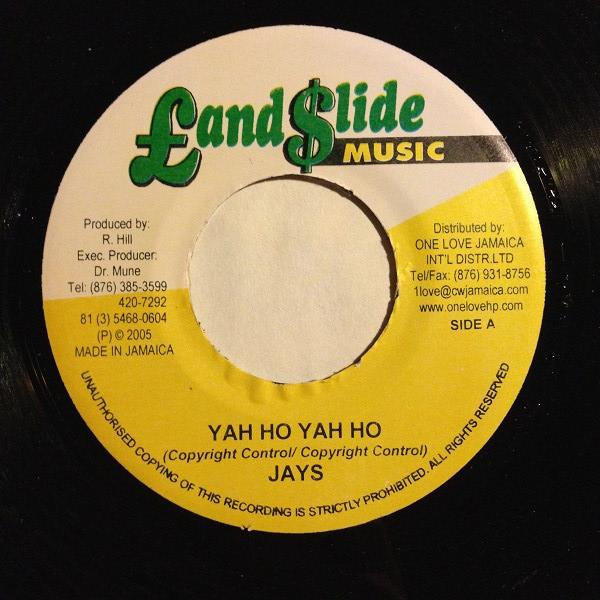 £and $lide
MUSIC
Produced by:
R. Hill
Exec. Producer:
Dr. Mune
Tel: (876) 385-3599
420-7292
81 (3) 5468-0604
(P) © 2005
MADE IN JAMAICA
Distributed by:
ONE LOVE JAMAICA
INT'L DISTR.LTD
Tel/Fax: (876) 931-8756
1love@cwjamaica.com
www.onelovehp.com
SIDE A
YAH HO YAH HO
(Copyright Control/ Copyright Control)
JAYS
UNAUTHORISED COPYING OF THIS RECORDING IS STRICTLY PROHIBITED. ALL RIGHTS RESERVED